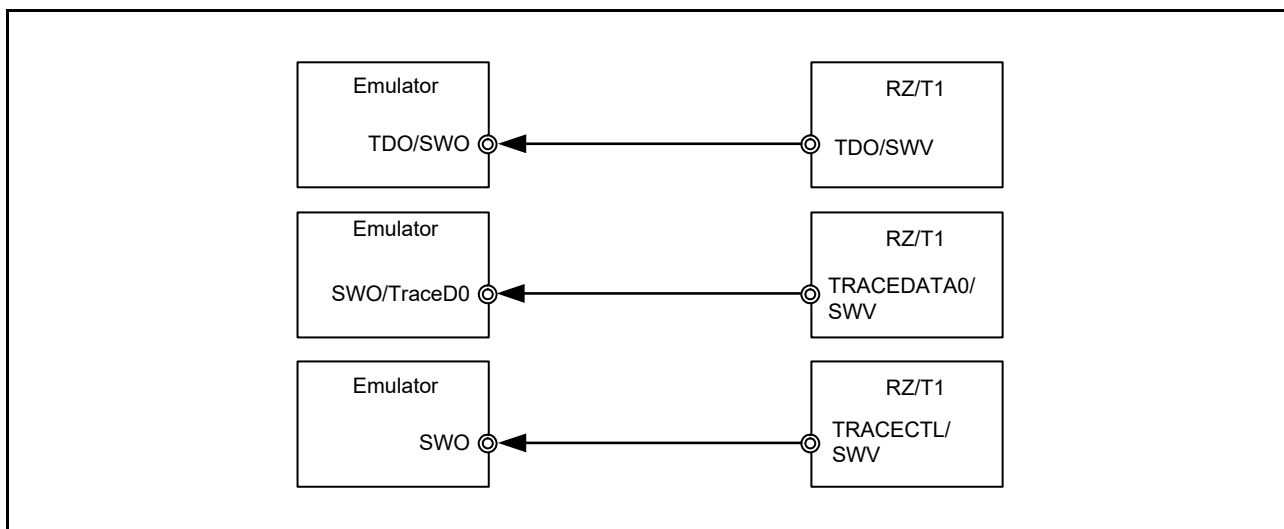 Emulator
RZ/T1
TDO/SWO
TDO/SWV
Emulator
RZ/T1
SWO/TraceD0
TRACEDATA0/
SWV
Emulator
RZ/T1
SWO
TRACECTL/
SWV